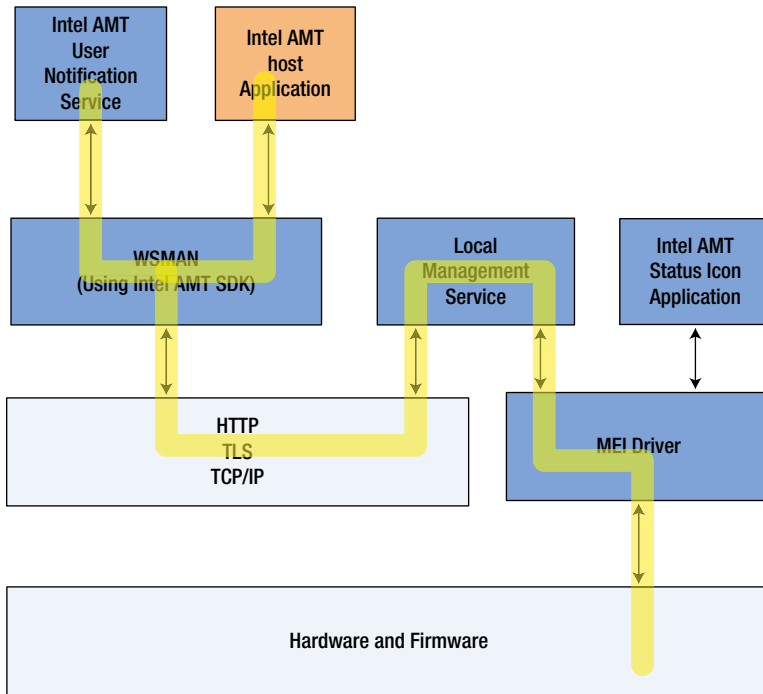 Intel AMT
User
Notification
Service
Intel AMT
host
Application
WSMAN
(Using Intel AMT SDK)
Local
Management
Service
Intel AMT
Status Icon
Application
HTTP
TLS
TCP/IP
MEI Driver
Hardware and Firmware